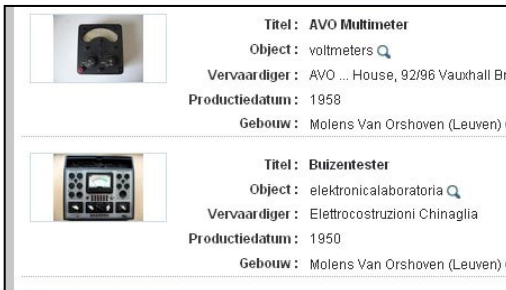 Titel : AVO Multimeter
Object : voltmeters
Vervaardiger : AVO ... House, 92/96 Vauxhall
Productiedatum : 1958
Gebouw : Molens Van Orshoven (Leuven)
Titel : Buizentester
Object : elektronicalaboratoria
Vervaardiger : Elettrocostruzioni Chinaglia
Productiedatum : 1950
Gebouw : Molens Van Orshoven (Leuven)